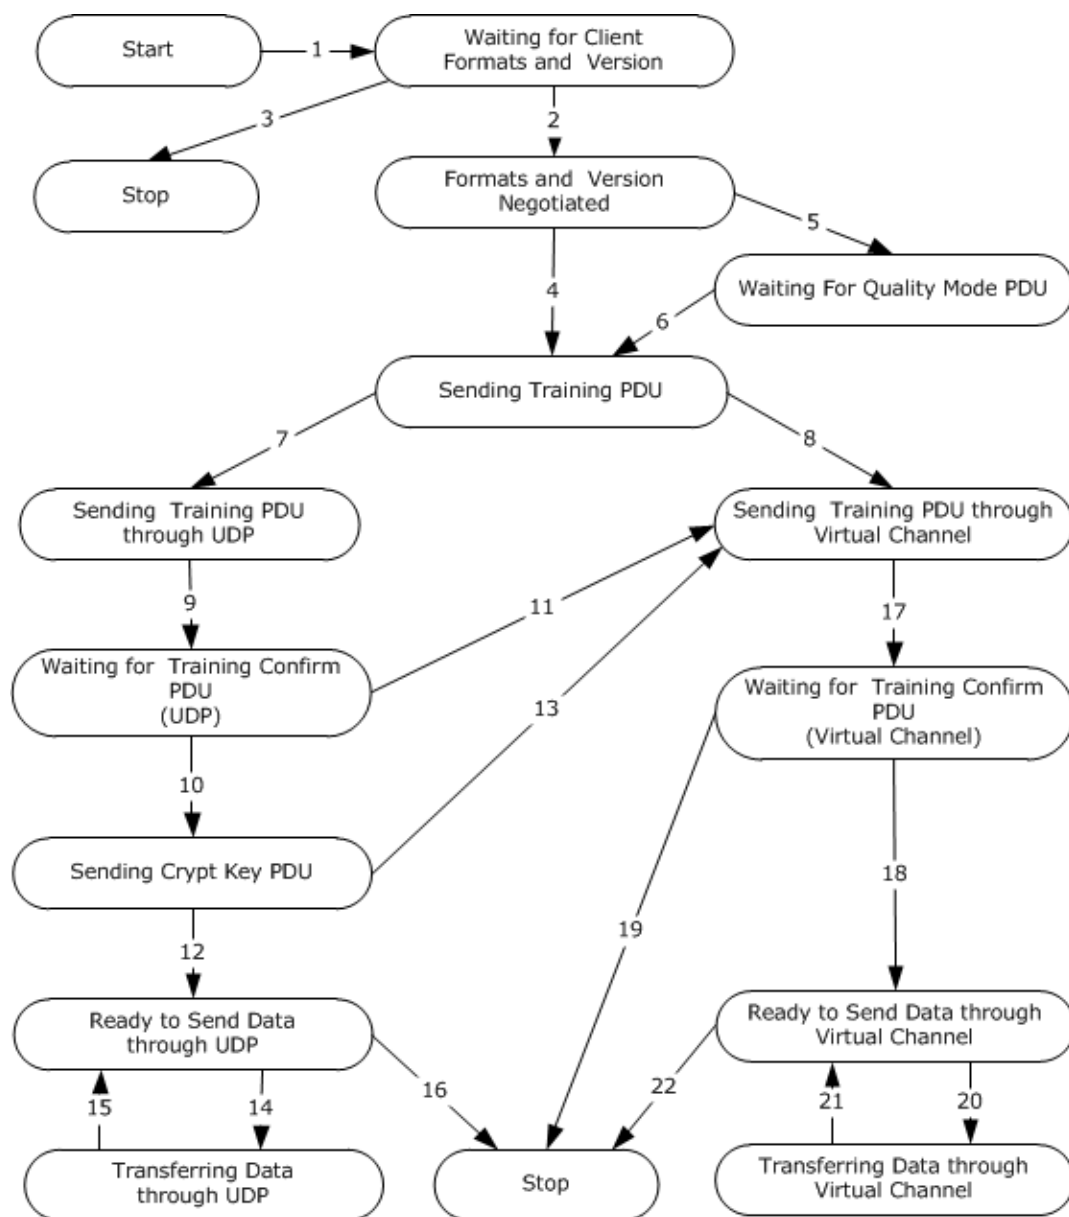 Start
1
Waiting for Client
Formats and Version
3
2
Stop
Formats and Version
Negotiated
5
4
Waiting For Quality Mode PDU
6
Sending Training PDU
7
8
Sending Training PDU
through UDP
Sending Training PDU through
Virtual Channel
9
11
17
Waiting for Training Confirm
PDU
(UDP)
13
Waiting for Training Confirm
PDU
(Virtual Channel)
10
Sending Crypt Key PDU
18
12
19
Ready to Send Data
through UDP
Ready to Send Data through
Virtual Channel
15
14
16
22
21
20
Transferring Data
through UDP
Stop
Transferring Data through
Virtual Channel